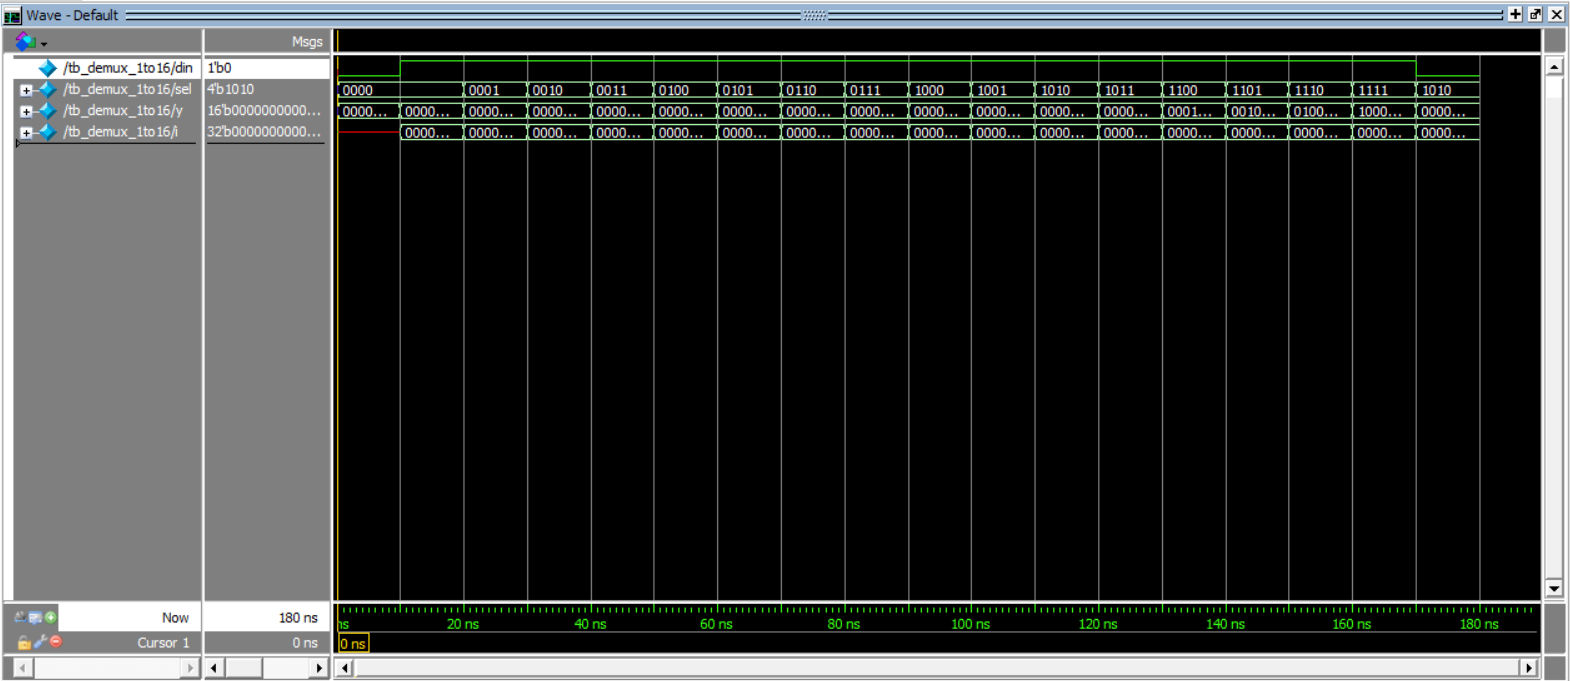 Wave - Default
Msgs
/tb_demux_1to16/din 1'b0
/tb_demux_1to16/sel 4'b1010 0000 0001 0010 0011 0100 0101 0110 0111 1000 1001 1010 1011 1100 1101 1110 1111 1010
/tb_demux_1to16/y 16'b0000000000... 0000... 0000... 0000... 0000... 0000... 0000... 0000... 0000... 0000... 0000... 0000... 0000... 0000... 0001... 0010... 0100... 1000... 0000...
/tb_demux_1to16/i 32'b0000000000... 0000... 0000... 0000... 0000... 0000... 0000... 0000... 0000... 0000... 0000... 0000... 0000... 0000... 0000... 0000... 0000... 0000...
Now 180 ns ns 20 ns 40 ns 60 ns 80 ns 100 ns 120 ns 140 ns 160 ns 180 ns
Cursor 1 0 ns 0 ns